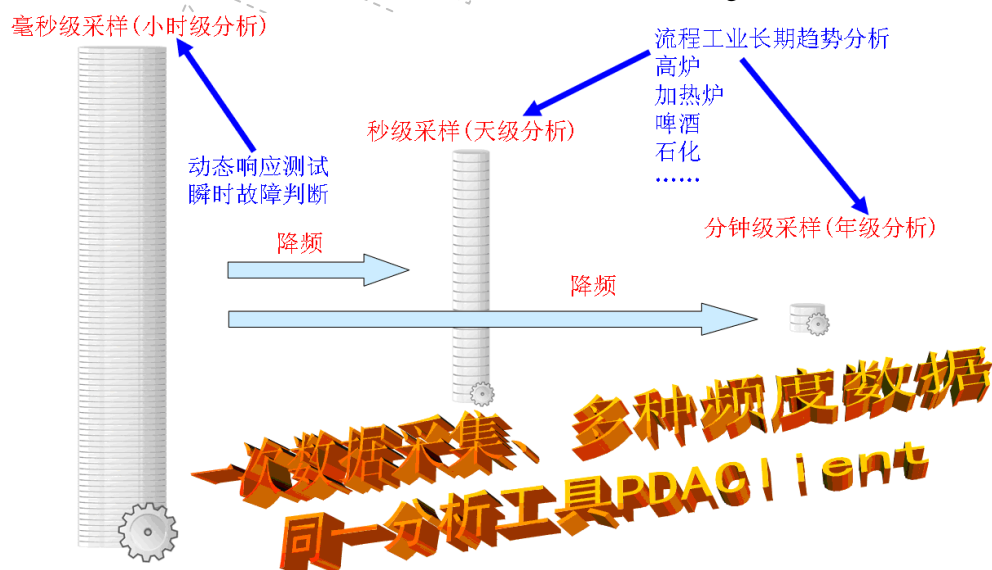 毫秒级采样(小时级分析)
流程工业长期趋势分析
高炉
加热炉
啤酒
石化
……
秒级采样(天级分析)
动态响应测试
瞬时故障判断
分钟级采样(年级分析)
降频
降频
一次数据采集、多种频度数据
同一分析工具PDAClient